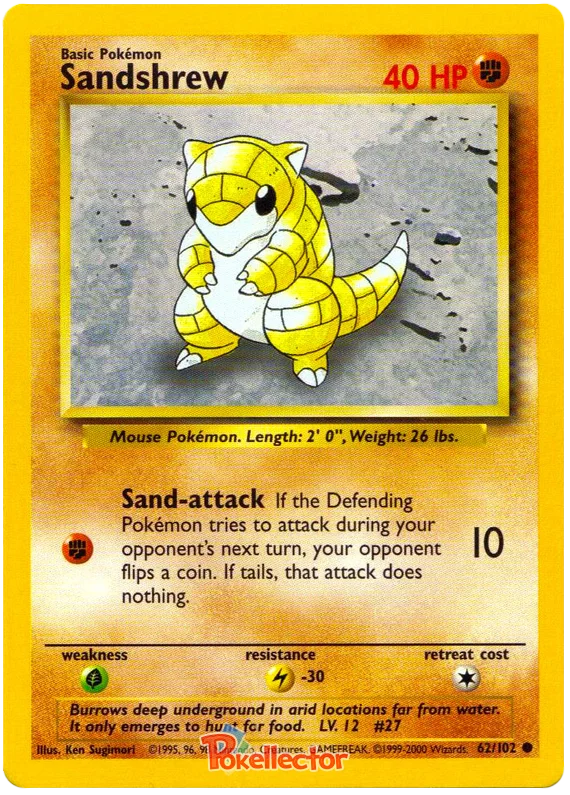 Basic Pokémon
Sandshrew 40 HP
Mouse Pokémon. Length: 2' 0", Weight: 26 lbs.
Sand-attack If the Defending
Pokémon tries to attack during your
opponent's next turn, your opponent
flips a coin. If tails, that attack does
nothing.
10
weakness resistance retreat cost
-30
Burrows deep underground in arid locations far from water.
It only emerges to hunt for food. LV. 12 #27
Illus. Ken Sugimori ©1995, 96, 98 Nintendo, Creatures, GAMEFREAK. ©1999-2000 Wizards. 62/102
Pokellector